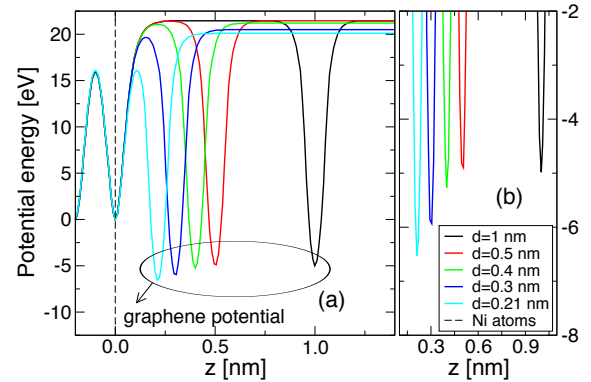 Potential energy [eV]
20
15
10
5
0
-5
-10
0.0
0.5
1.0
z [nm]
(a)
graphene potential
-2
-4
-6
-8
0.3
0.6
0.9
z [nm]
(b)
d=1 nm
d=0.5 nm
d=0.4 nm
d=0.3 nm
d=0.21 nm
Ni atoms